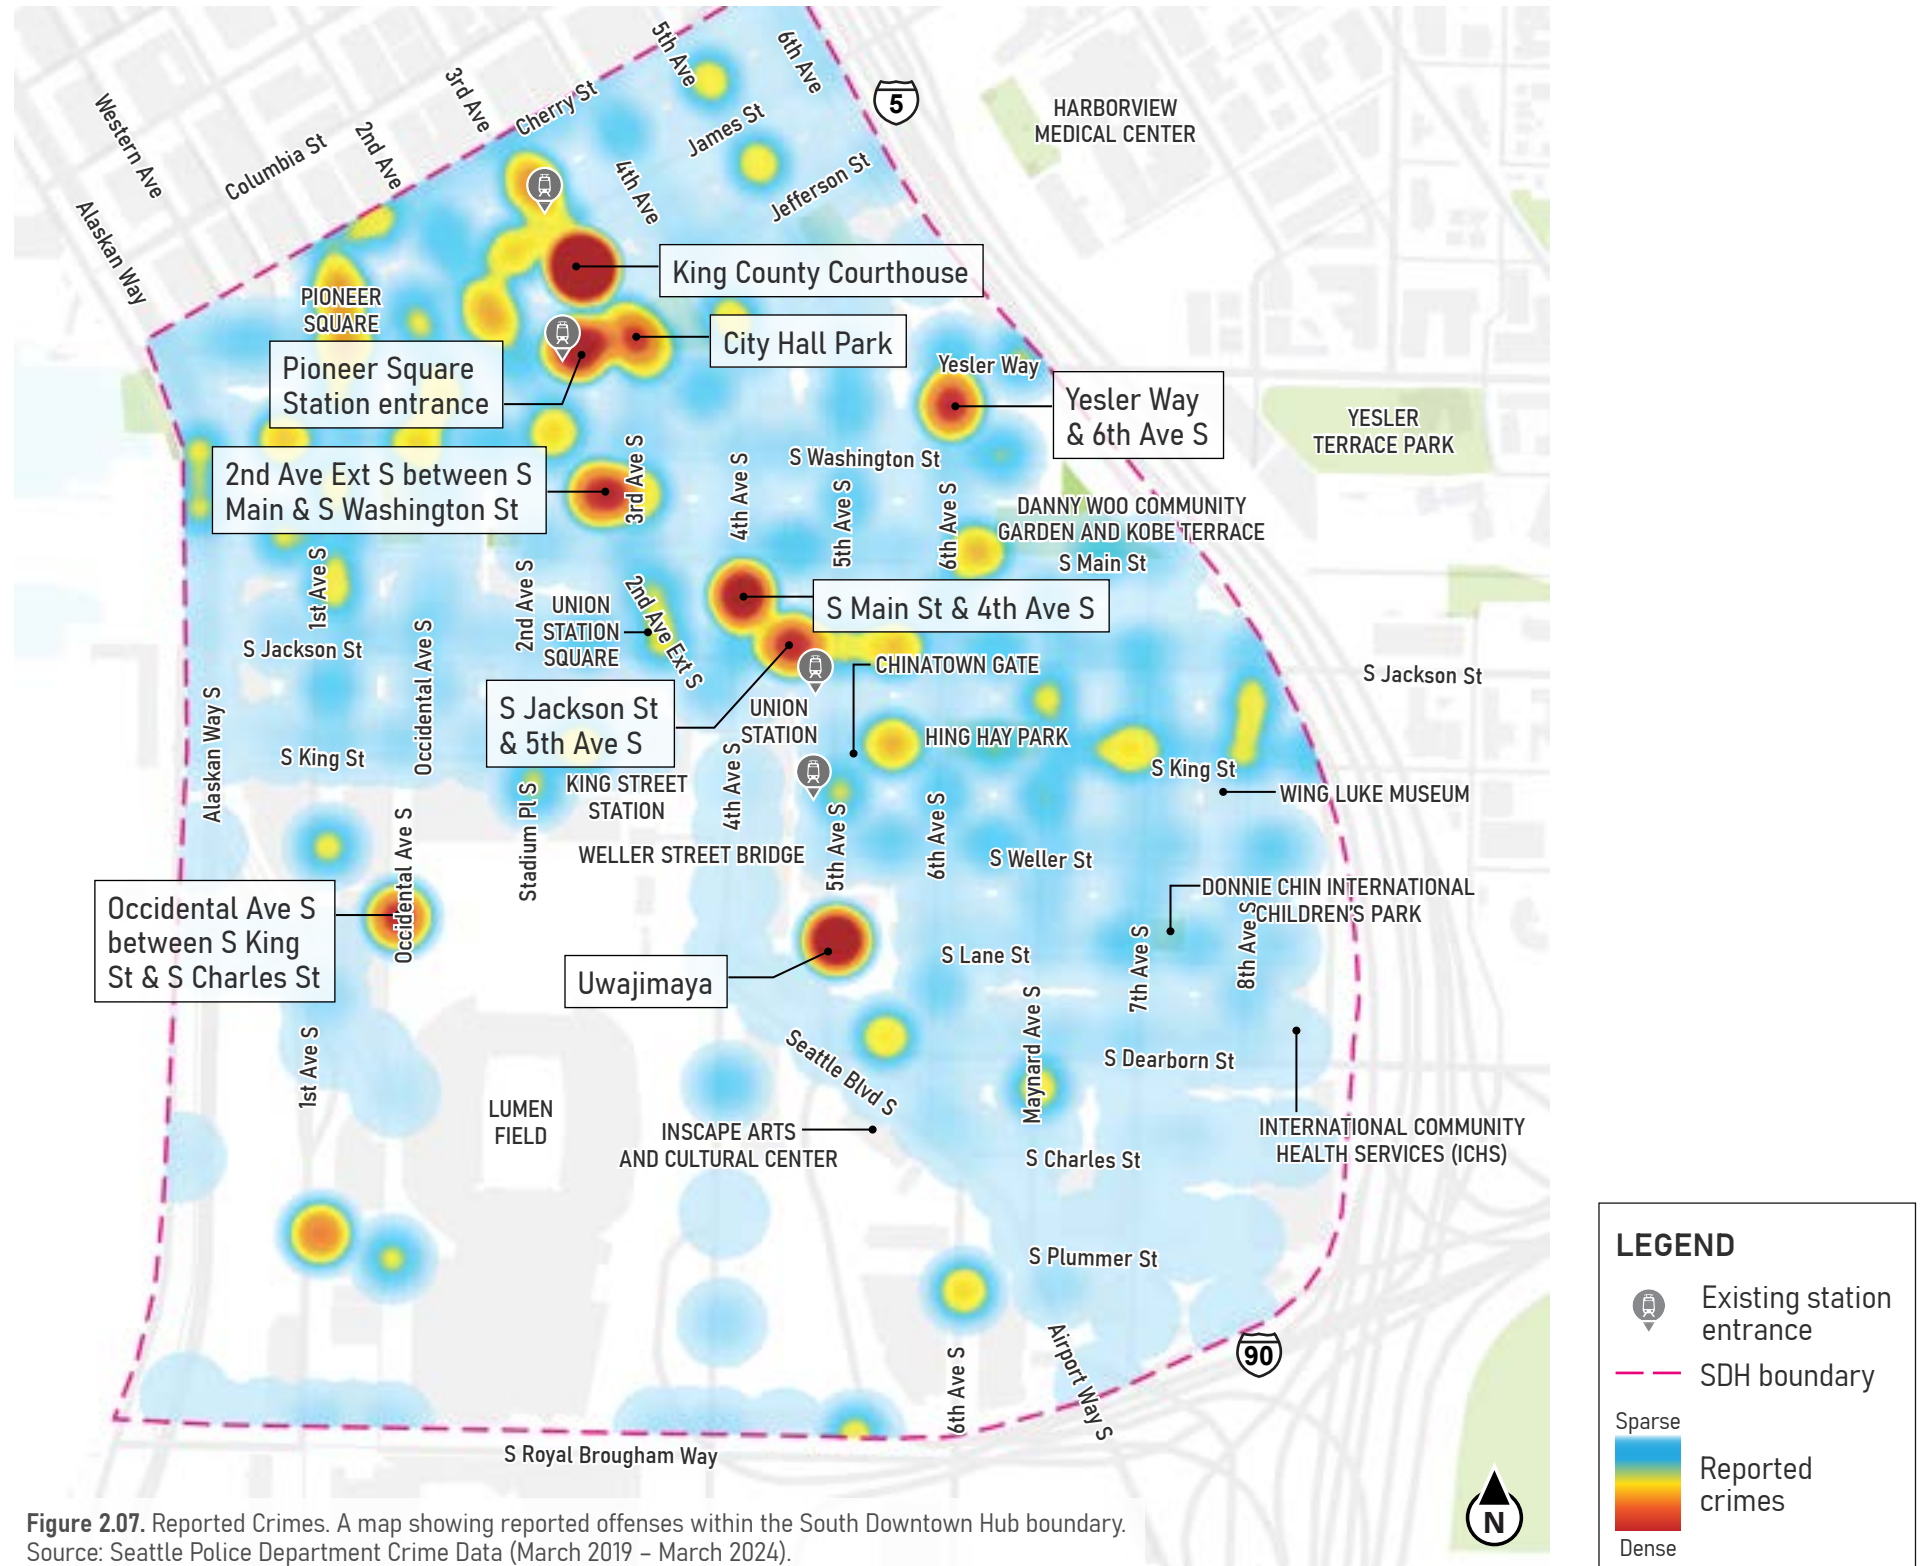 5th Ave
6th Ave
3rd Ave
Cherry St
5
HARBORVIEW
MEDICAL CENTER
Western Ave
Columbia St
2nd Ave
James St
4th Ave
Jefferson St
Alaskan Way
King County Courthouse
PIONEER
SQUARE
City Hall Park
Pioneer Square
Station entrance
Yesler Way
Yesler Way
& 6th Ave S
YESLER
TERRACE PARK
S Washington St
2nd Ave Ext S between S
Main & S Washington St
3rd Ave S
4th Ave S
5th Ave S
6th Ave S
DANNY WOO COMMUNITY
GARDEN AND KOBE TERRACE
S Main St
1st Ave S
2nd Ave S
UNION
STATION
SQUARE
2nd Ave Ext S
S Main St & 4th Ave S
S Jackson St
Occidental Ave S
CHINATOWN GATE
S Jackson St
Alaskan Way S
S Jackson St
& 5th Ave S
UNION
STATION
HING HAY PARK
S King St
4th Ave S
S King St
KING STREET
STATION
WING LUKE MUSEUM
Stadium Pl S
5th Ave S
6th Ave S
WELLER STREET BRIDGE
S Weller St
Occidental Ave S
DONNIE CHIN INTERNATIONAL
CHILDREN'S PARK
Occidental Ave S
between S King
St & S Charles St
7th Ave S
8th Ave S
S Lane St
Uwajimaya
1st Ave S
Seattle Blvd S
Maynard Ave S
S Dearborn St
LUMEN
FIELD
INSCAPE ARTS
AND CULTURAL CENTER
INTERNATIONAL COMMUNITY
HEALTH SERVICES (ICHS)
S Charles St
S Plummer St
6th Ave S
Airport Way S
90
S Royal Brougham Way
LEGEND
Existing station
entrance
SDH boundary
Sparse
Reported
crimes
Dense
N
Figure 2.07. Reported Crimes. A map showing reported offenses within the South Downtown Hub boundary.
Source: Seattle Police Department Crime Data (March 2019 – March 2024).